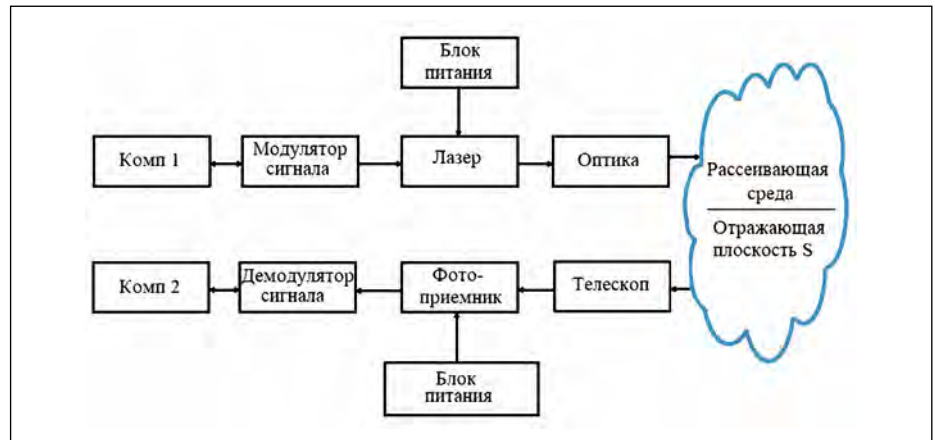 Блок
питания
Комп 1
Модулятор
сигнала
Лазер
Оптика
Рассеивающая
среда
Отражающая
плоскость S
Комп 2
Демодулятор
сигнала
Фото-
приемник
Телескоп
Блок
питания